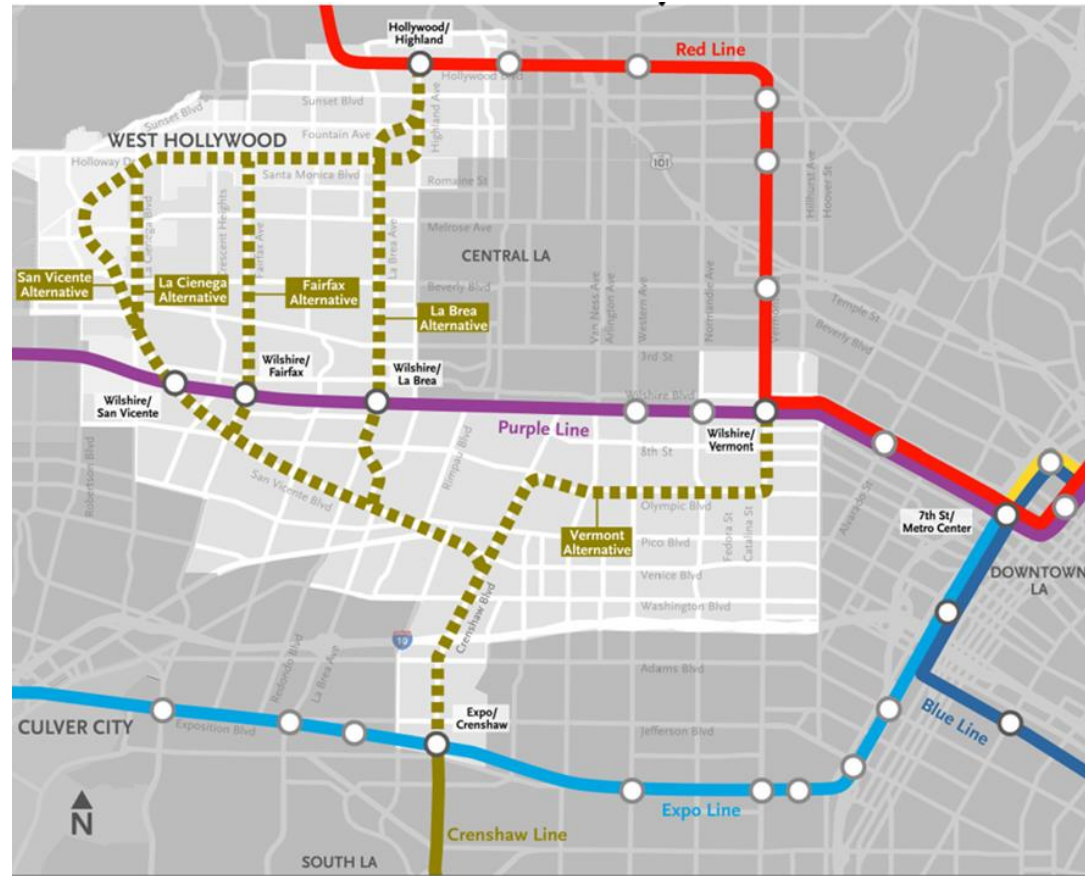 Hollywood/
Highland
Red Line
Hollywood Blvd
Sunset Blvd
Sunset Blvd
Fountain Ave
Highland Ave
WEST HOLLYWOOD
Holloway Dr
Santa Monica Blvd
Romaine St
101
Hillhurst Ave
Hoover St
La Cienega Blvd
Crescent Heights
Fairfax Ave
La Brea Ave
Melrose Ave
CENTRAL LA
San Vicente
Alternative
La Cienega
Alternative
Fairfax
Alternative
La Brea
Alternative
Beverly Blvd
Van Ness Ave
Arlington Ave
Western Ave
Normandie Ave
Vermont
Temple St
Beverly Blvd
3rd St
Wilshire/
Fairfax
Wilshire/
La Brea
Wilshire/
San Vicente
Wilshire Blvd
Purple Line
Wilshire/
Vermont
8th St
Robertson Blvd
San Vicente Blvd
Rimpau Blvd
Olympic Blvd
Alvarado St
7th St/
Metro Center
Vermont
Alternative
Pico Blvd
Fedora St
Catalina St
DOWNTOWN
LA
Venice Blvd
Crenshaw Blvd
Washington Blvd
10
Redondo Blvd
La Brea Ave
Adams Blvd
Expo/
Crenshaw
CULVER CITY
Exposition Blvd
Jefferson Blvd
Blue Line
Expo Line
N
Crenshaw Line
SOUTH LA